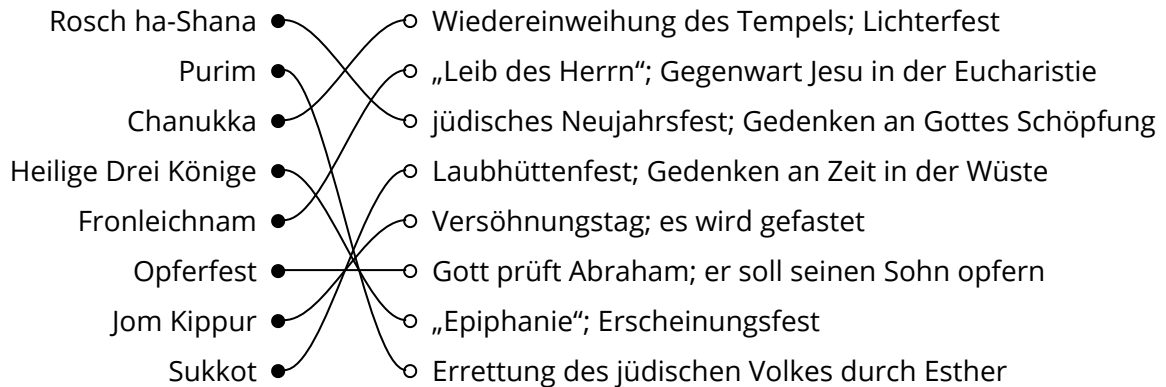 Rosch ha-Shana Wiedereinweihung des Tempels; Lichterfest
Purim „Leib des Herrn“; Gegenwart Jesu in der Eucharistie
Chanukka jüdisches Neujahrsfest; Gedenken an Gottes Schöpfung
Heilige Drei Könige Laubhüttenfest; Gedenken an Zeit in der Wüste
Fronleichnam Versöhnungstag; es wird gefastet
Opferfest Gott prüft Abraham; er soll seinen Sohn opfern
Jom Kippur „Epiphanie“; Erscheinungsfest
Sukkot Errettung des jüdischen Volkes durch Esther